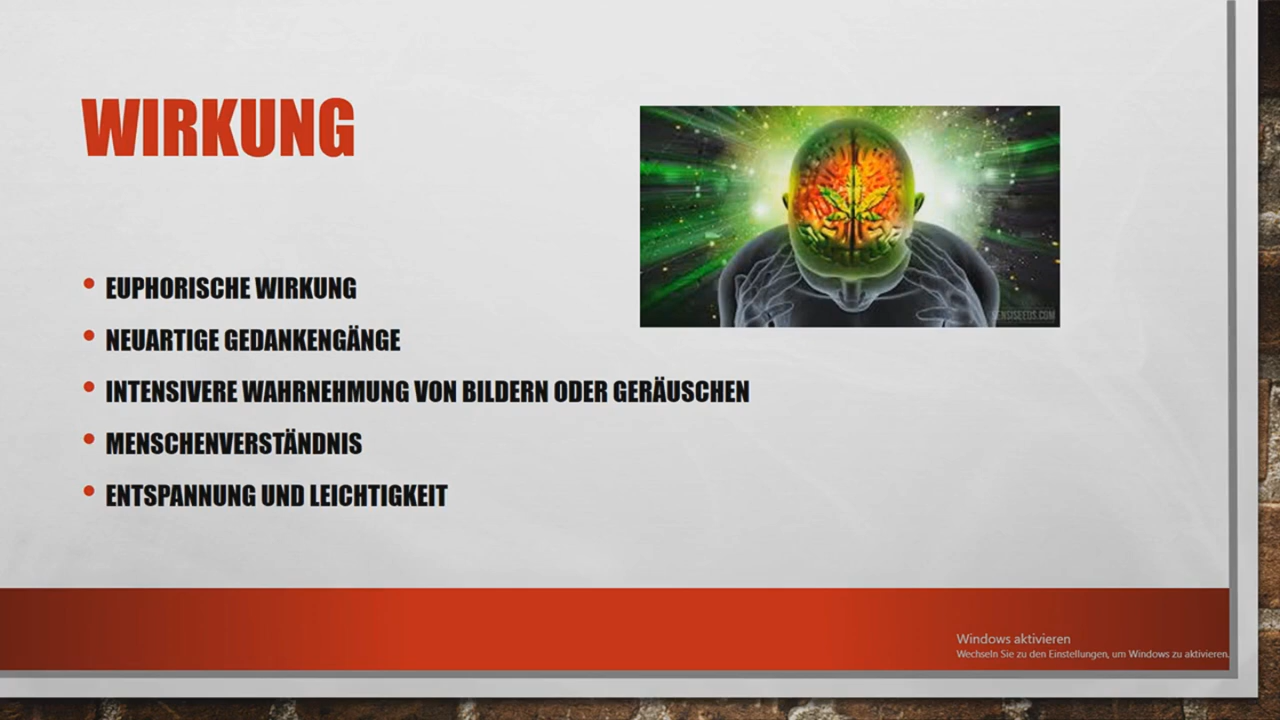 WIRKUNG
EUPHORISCHE WIRKUNG
NEUARTIGE GEDANKENGÄNGE
INTENSIVERE WAHRNEHMUNG VON BILDERN ODER GERÄUSCHEN
MENSCHENVERSTÄNDNIS
ENTSPANNUNG UND LEICHTIGKEIT
SENSISEEDS.COM
Windows aktivieren
Wechseln Sie zu den Einstellungen, um Windows zu aktivieren.